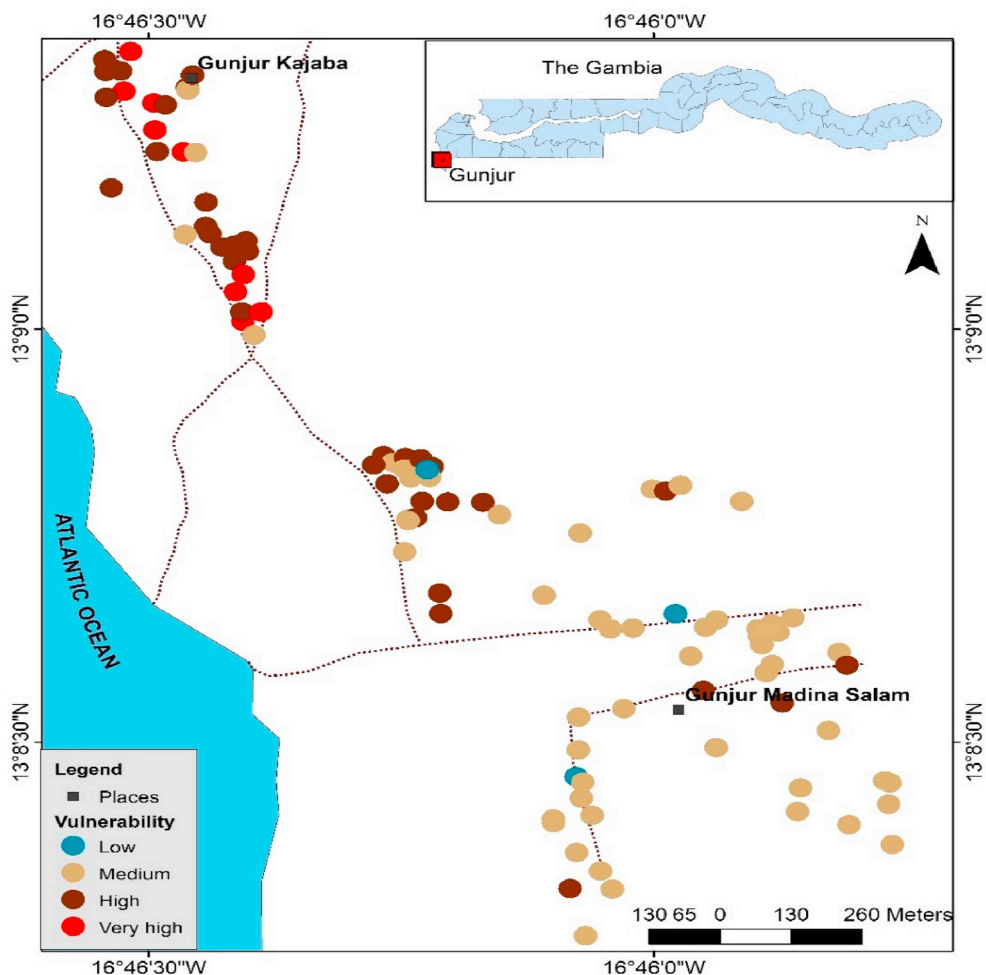 16°46'30"W
16°46'0"W
Gunjur Kajaba
The Gambia
Gunjur
N
13°9'0"N
13°9'0"N
ATLANTIC OCEAN
Gunjur Madina Salam
13°8'30"N
13°8'30"N
Legend
Places
Vulnerability
Low
Medium
High
Very high
130 65 0 130 260 Meters
16°46'30"W
16°46'0"W